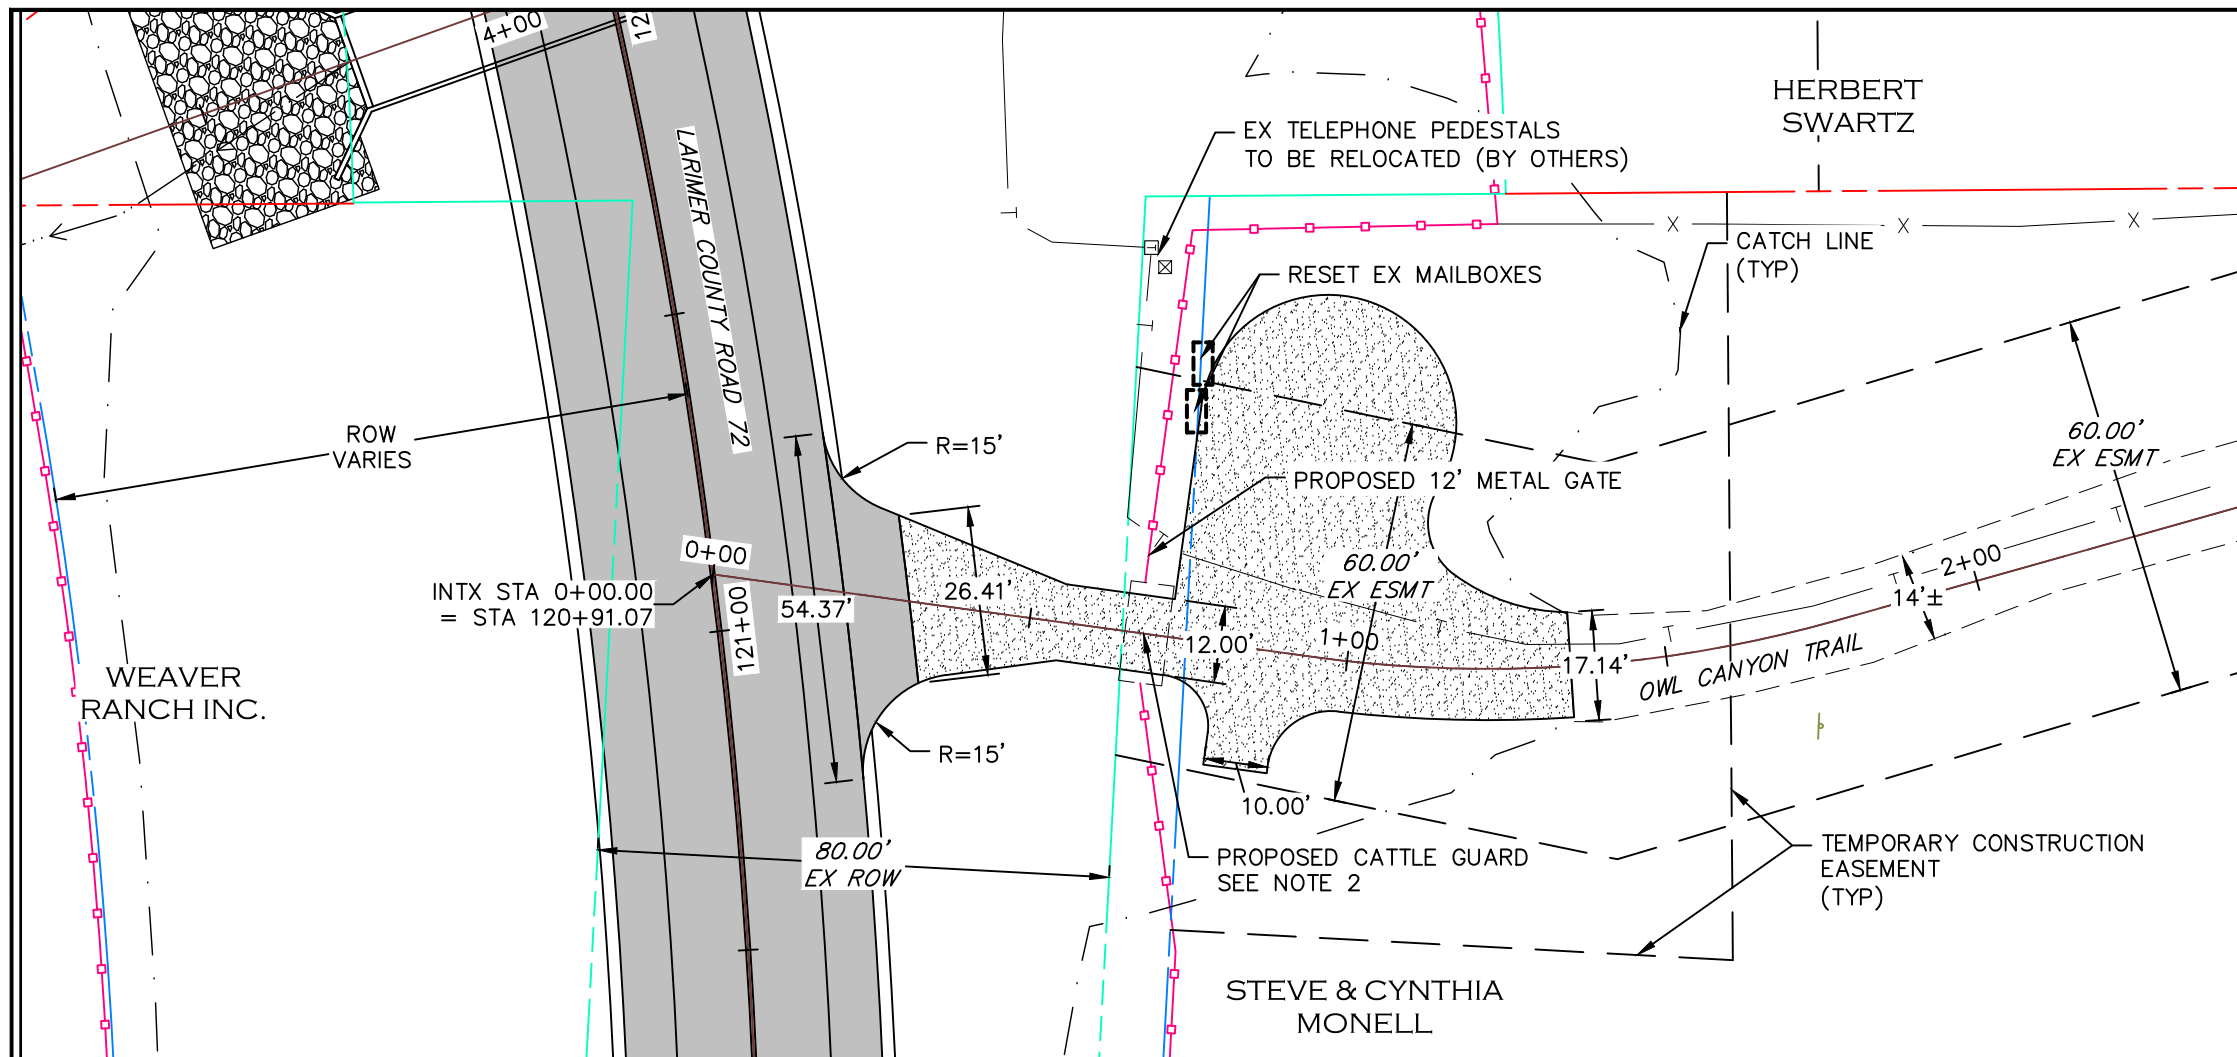 4+00
12
HERBERT
SWARTZ
EX TELEPHONE PEDESTALS
TO BE RELOCATED (BY OTHERS)
LARIMER COUNTY ROAD 72
CATCH LINE
(TYP)
RESET EX MAILBOXES
ROW
VARIES
R=15'
60.00'
EX ESMT
PROPOSED 12' METAL GATE
0+00
INTX STA 0+00.00
= STA 120+91.07
54.37'
26.41'
60.00'
EX ESMT
2+00
14'±
121+00
12.00'
1+00
17.14'
OWL CANYON TRAIL
WEAVER
RANCH INC.
R=15'
10.00'
80.00'
EX ROW
PROPOSED CATTLE GUARD
SEE NOTE 2
TEMPORARY CONSTRUCTION
EASEMENT
(TYP)
STEVE & CYNTHIA
MONELL